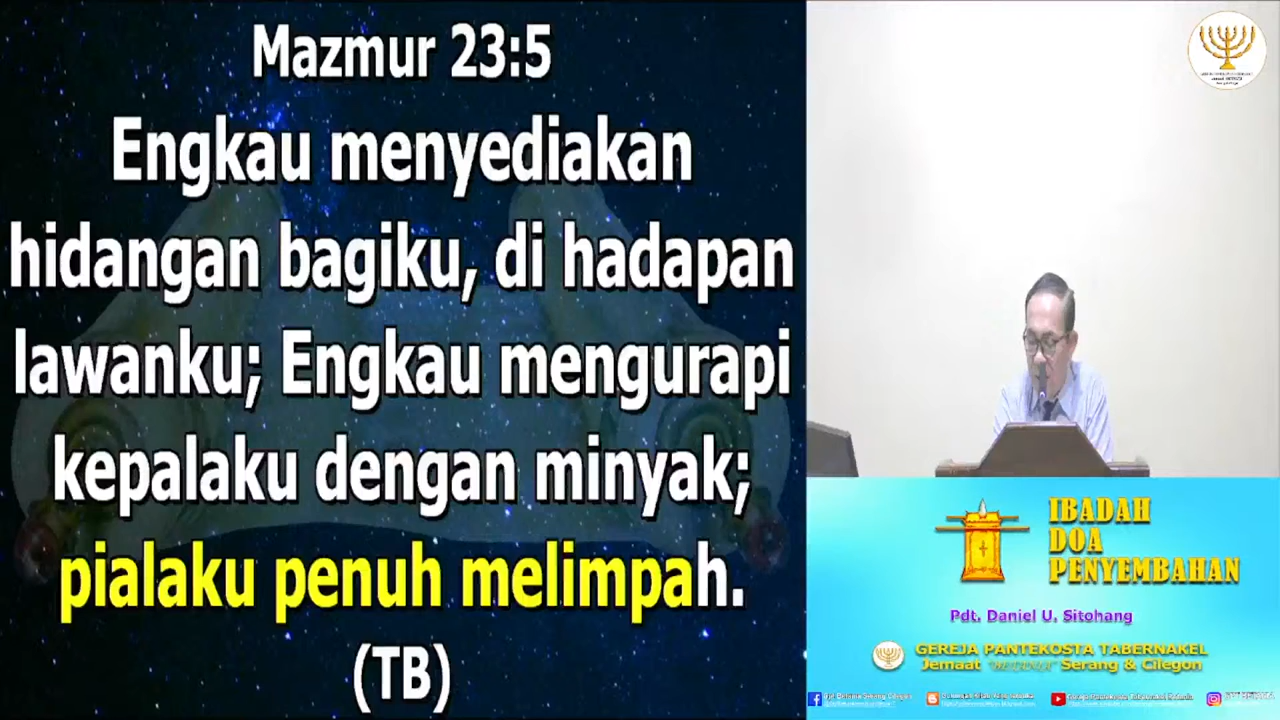 Mazmur 23:5
Engkau menyediakan
hidangan bagiku, di hadapan
lawanku; Engkau mengurapi
kepalaku dengan minyak;
pialaku penuh melimpah.
(TB)
IBADAH
DOA
PENYEMBAHAN
Pdt. Daniel U. Sitohang
GEREJA PANTEKOSTA TABERNAKEL
Jemaat Serang & Cilegon